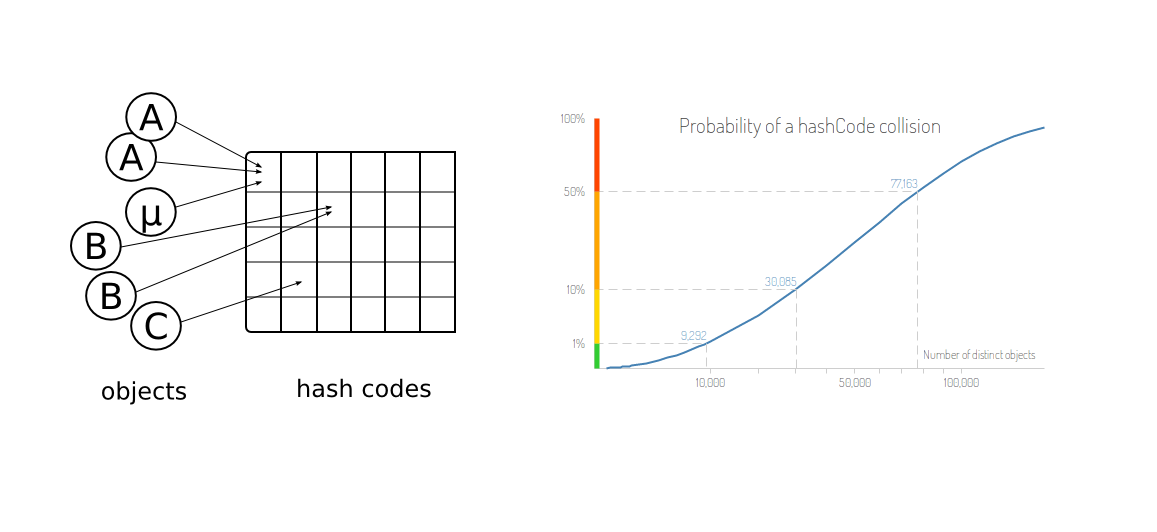 A
A
μ
B
B
C
objects
hash codes
Probability of a hashCode collision
100%
50%
10%
1%
77,163
30,085
9,292
Number of distinct objects
10,000
50,000
100,000